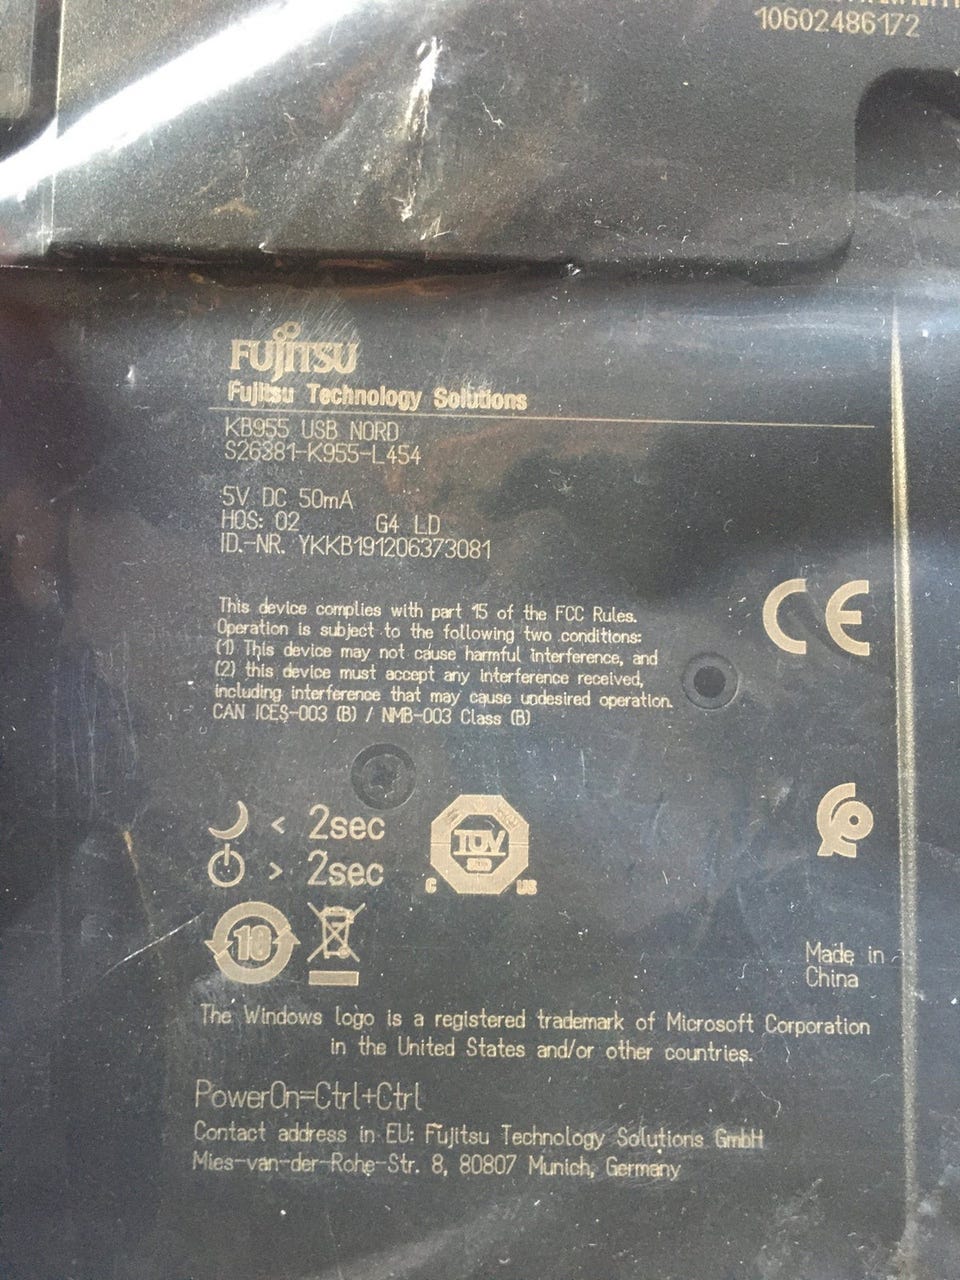 10602486172
FUJITSU
Fujitsu Technology Solutions
KB955 USB NORD
S26381-K955-L454
5V DC 50mA
HOS: 02 G4 LD
ID.-NR. YKKB191206373081
This device complies with part 15 of the FCC Rules.
Operation is subject to the following two conditions:
(1) This device may not cause harmful interference, and
(2) this device must accept any interference received,
including interference that may cause undesired operation.
CAN ICES-003 (B) / NMB-003 Class (B)
CE
< 2sec
> 2sec
TÜV
C US
10
Made in
China
The Windows logo is a registered trademark of Microsoft Corporation
in the United States and/or other countries.
PowerOn=Ctrl+Ctrl
Contact address in EU: Fujitsu Technology Solutions GmbH
Mies-van-der-Rohe-Str. 8, 80807 Munich, Germany